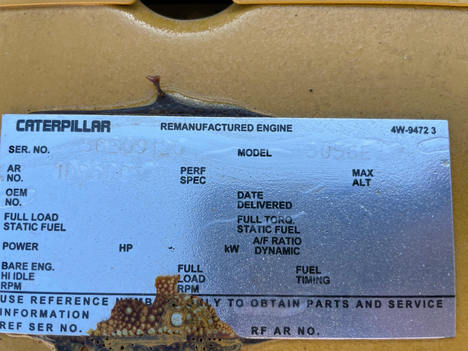 CATERPILLAR REMANUFACTURED ENGINE 4W-9472 3
SER. NO. MODEL
AR NO. PERF SPEC MAX ALT
OEM NO. DATE DELIVERED
FULL LOAD STATIC FUEL FULL TORQ. STATIC FUEL
POWER HP kW A/F RATIO DYNAMIC
BARE ENG. HI IDLE RPM FULL LOAD RPM FUEL TIMING
USE REFERENCE ONLY TO OBTAIN PARTS AND SERVICE
INFORMATION
REF SER NO. RF AR NO.